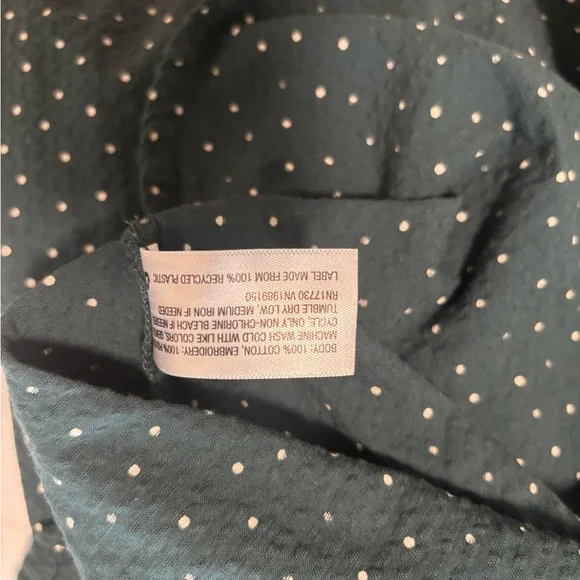 BODY: 100% COTTON, EMBROIDERY: 100%
MACHINE WASH COLD WITH LIKE COLORS,
CYCLE, ONLY NON-CHLORINE BLEACH IF NEEDED
TUMBLE DRY LOW, MEDIUM IRON IF NEEDED
RN17730 VN1989150
LABEL MADE FROM 100% RECYCLED PLASTIC